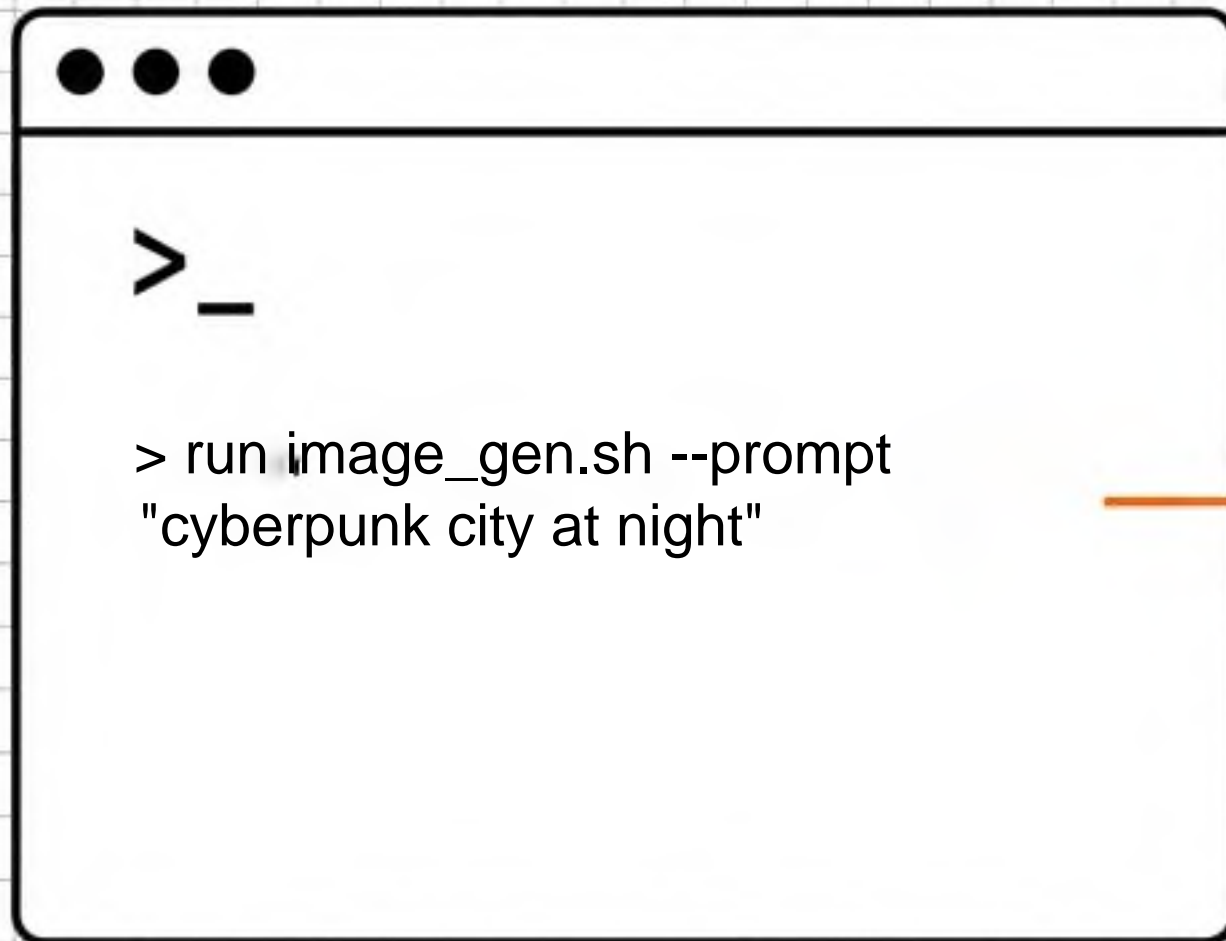 >_
> run image_gen.sh --prompt
"cyberpunk city at night"